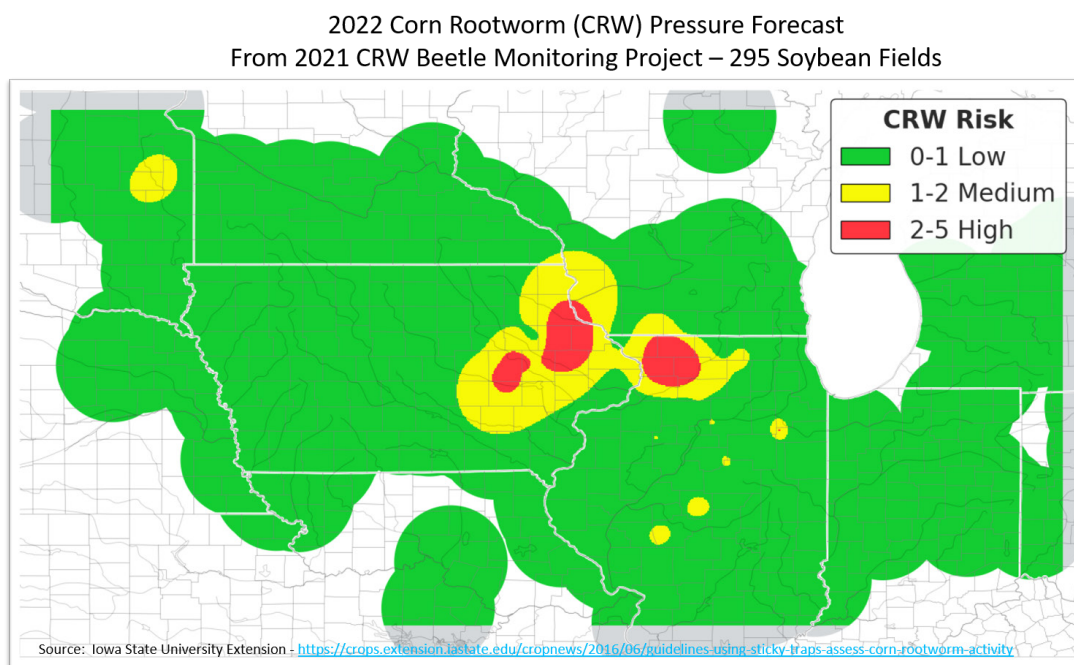 2022 Corn Rootworm (CRW) Pressure Forecast
From 2021 CRW Beetle Monitoring Project – 295 Soybean Fields
CRW Risk
0-1 Low
1-2 Medium
2-5 High
Source: Iowa State University Extension - https://crops.extension.iastate.edu/cropnews/2016/06/guidelines-using-sticky-traps-assess-corn-rootworm-activity